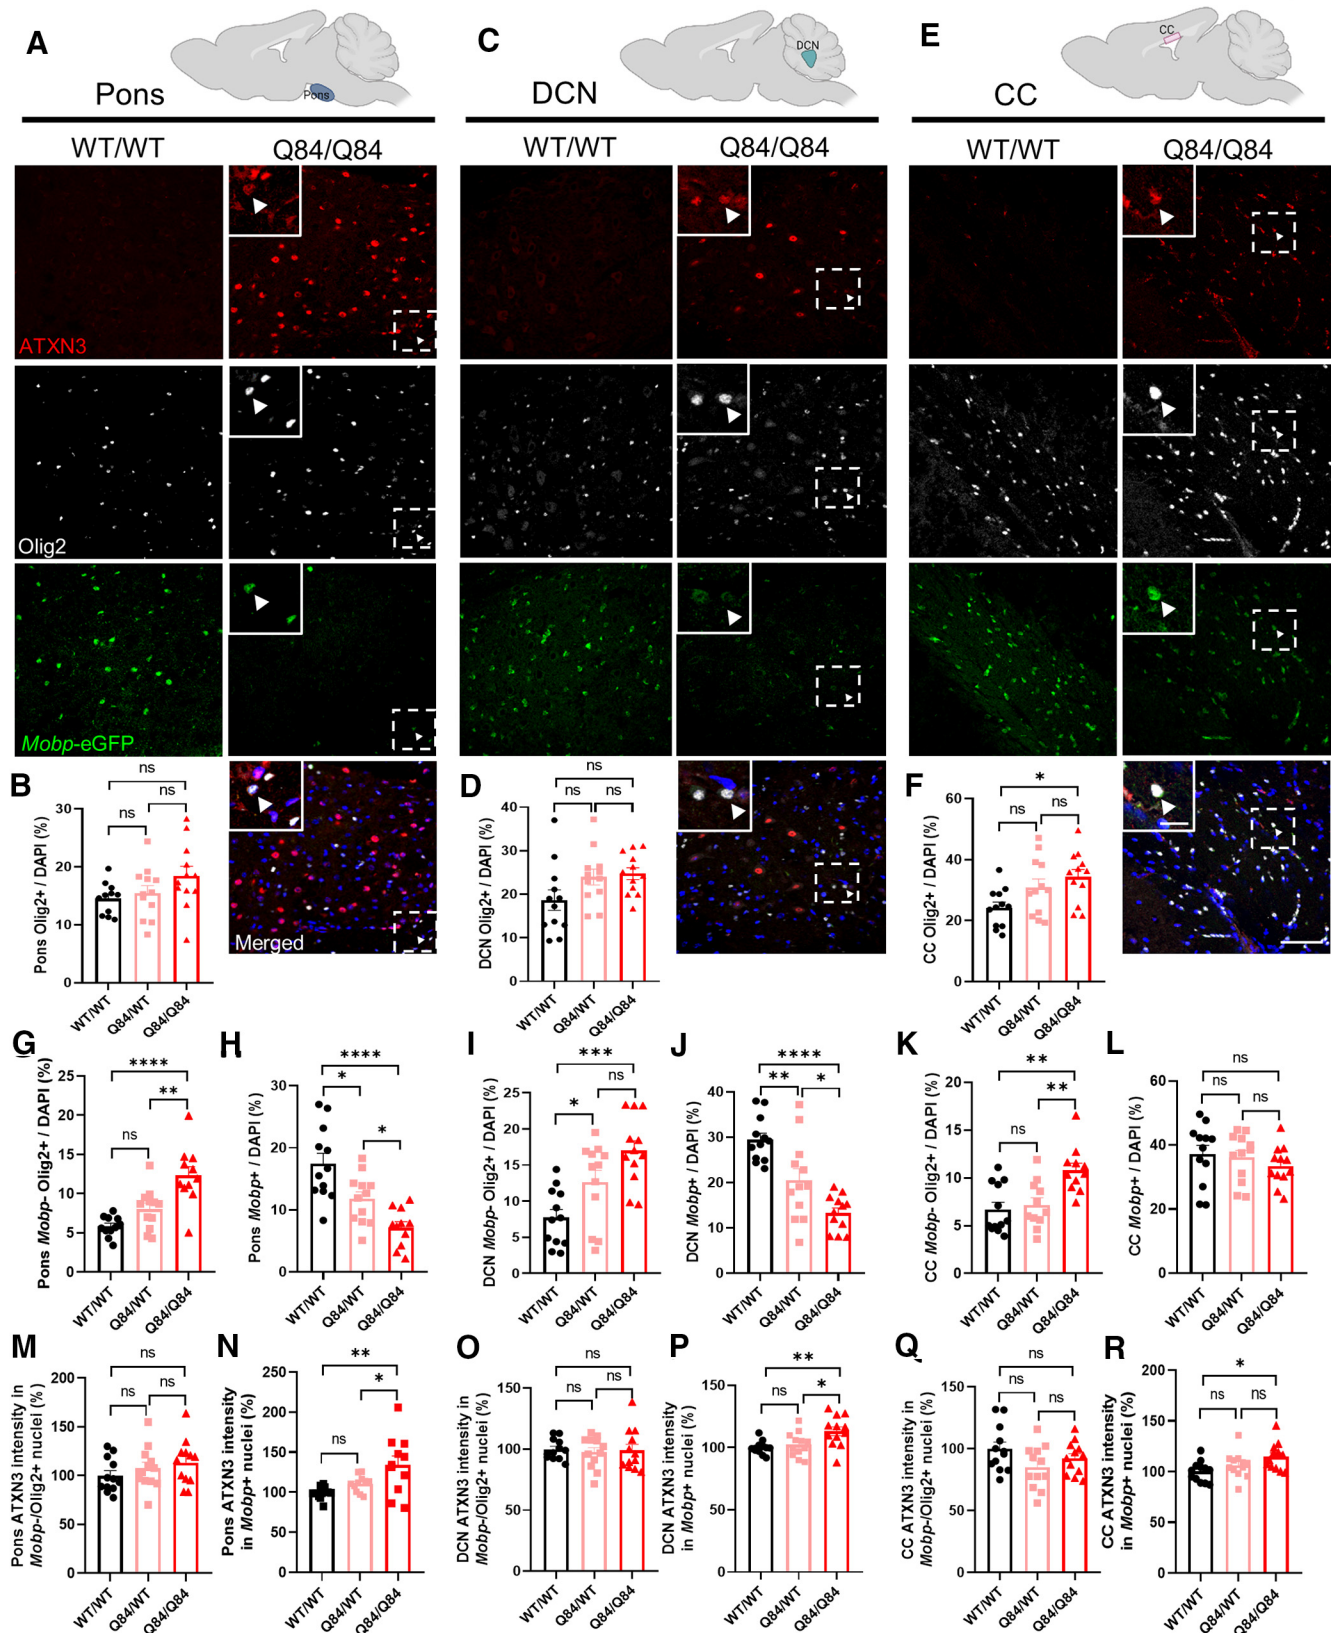 A
Pons
Pons
C
DCN
DCN
E
CC
CC
WT/WT
Q84/Q84
WT/WT
Q84/Q84
WT/WT
Q84/Q84
ATXN3
Olig2
Mobp-eGFP
Merged
B
Pons Olig2+ / DAPI (%)
30
20
10
0
ns
ns
ns
WT/WT
Q84/WT
Q84/Q84
D
DCN Olig2+ / DAPI (%)
40
30
20
10
0
ns
ns
ns
WT/WT
Q84/WT
Q84/Q84
F
CC Olig2+ / DAPI (%)
60
40
20
0
*
ns
ns
WT/WT
Q84/WT
Q84/Q84
G
Pons Mobp- Olig2+ / DAPI (%)
25
20
15
10
5
0
****
**
ns
WT/WT
Q84/WT
Q84/Q84
H
Pons Mobp+ / DAPI (%)
30
20
10
0
****
*
*
WT/WT
Q84/WT
Q84/Q84
I
DCN Mobp- Olig2+ / DAPI (%)
25
20
15
10
5
0
***
ns
*
WT/WT
Q84/WT
Q84/Q84
J
DCN Mobp+ / DAPI (%)
40
30
20
10
0
****
**
*
WT/WT
Q84/WT
Q84/Q84
K
CC Mobp- Olig2+ / DAPI (%)
20
15
10
5
0
**
**
ns
WT/WT
Q84/WT
Q84/Q84
L
CC Mobp+ / DAPI (%)
60
40
20
0
ns
ns
ns
WT/WT
Q84/WT
Q84/Q84
M
Pons ATXN3 intensity in
Mobp-/Olig2+ nuclei (%)
200
150
100
50
0
ns
ns
ns
WT/WT
Q84/WT
Q84/Q84
N
Pons ATXN3 intensity
in Mobp+ nuclei (%)
250
200
150
100
50
0
**
*
ns
WT/WT
Q84/WT
Q84/Q84
O
DCN ATXN3 intensity in
Mobp-/Olig2+ nuclei (%)
150
100
50
0
ns
ns
ns
WT/WT
Q84/WT
Q84/Q84
P
DCN ATXN3 intensity
in Mobp+ nuclei (%)
150
100
50
0
**
*
ns
WT/WT
Q84/WT
Q84/Q84
Q
CC ATXN3 intensity in
Mobp-/Olig2+ nuclei (%)
150
100
50
0
ns
ns
ns
WT/WT
Q84/WT
Q84/Q84
R
CC ATXN3 intensity
in Mobp+ nuclei (%)
200
150
100
50
0
*
ns
ns
WT/WT
Q84/WT
Q84/Q84